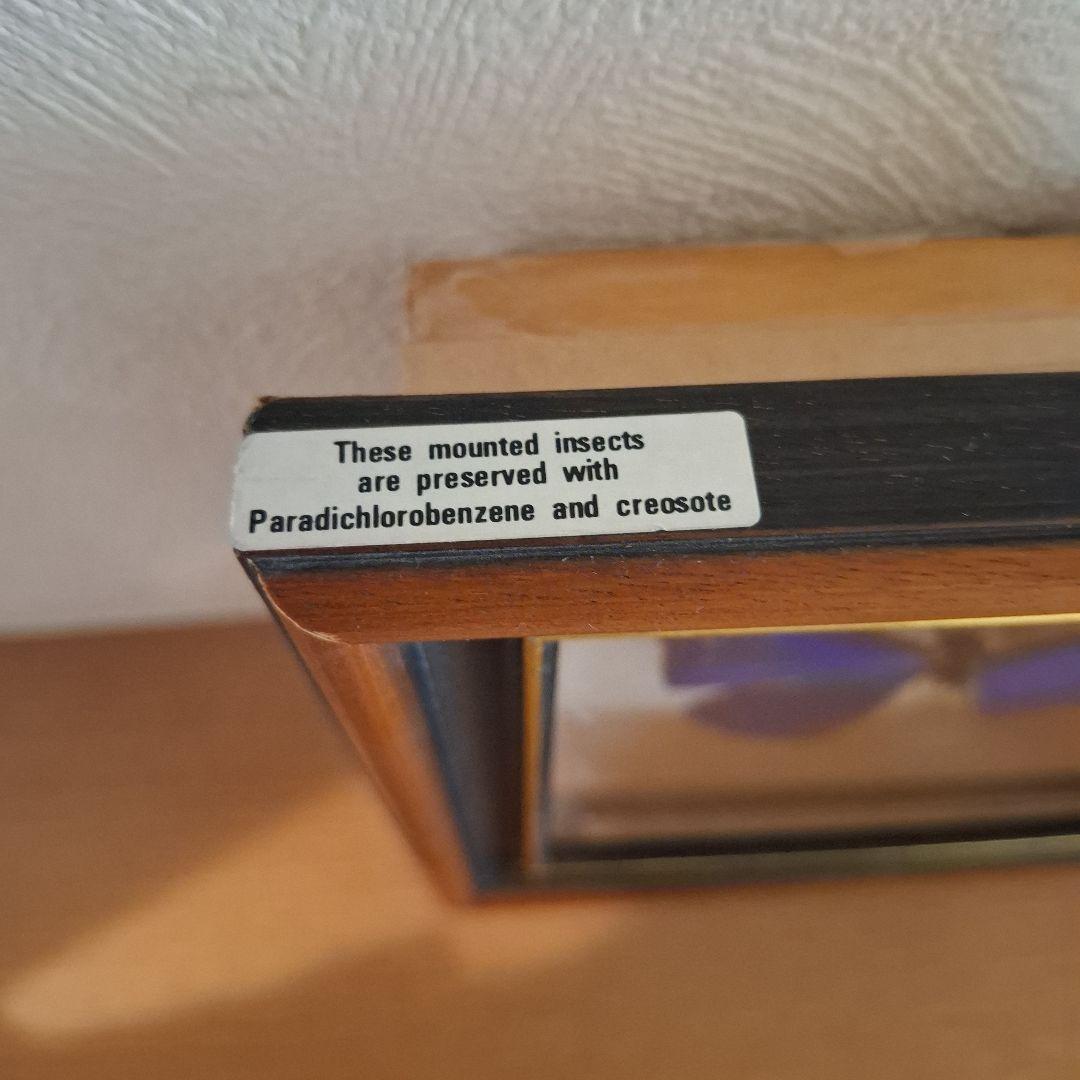 These mounted insects
are preserved with
Paradichlorobenzene and creosote